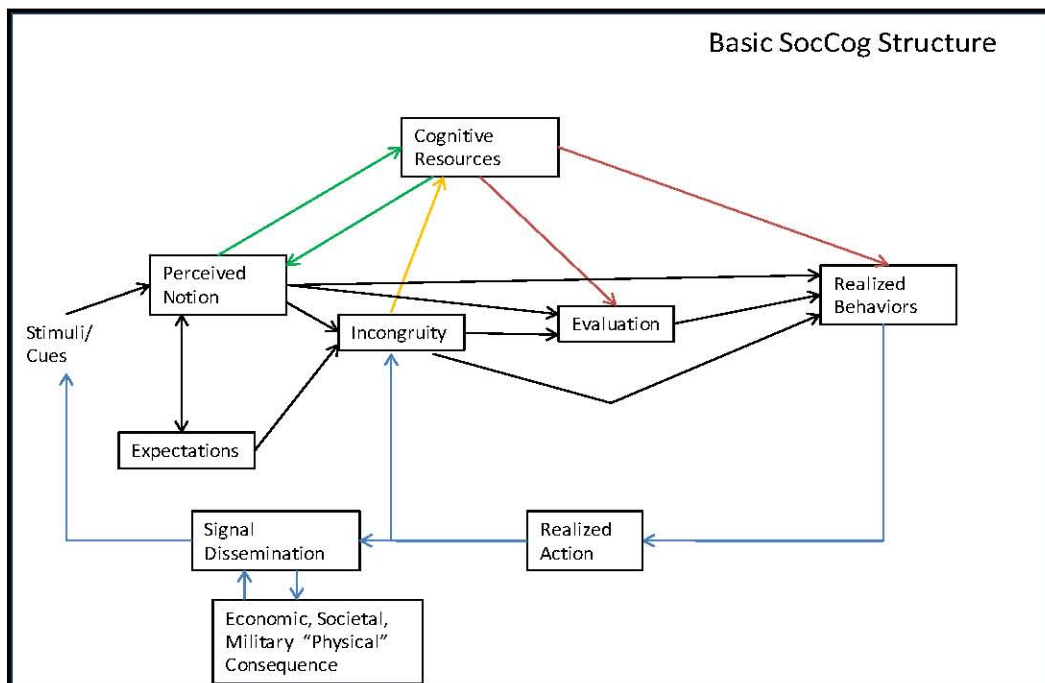 Basic SocCog Structure
Cognitive
Resources
Perceived
Notion
Realized
Behaviors
Stimuli/
Cues
Incongruity
Evaluation
Expectations
Signal
Dissemination
Realized
Action
Economic, Societal,
Military “Physical”
Consequence